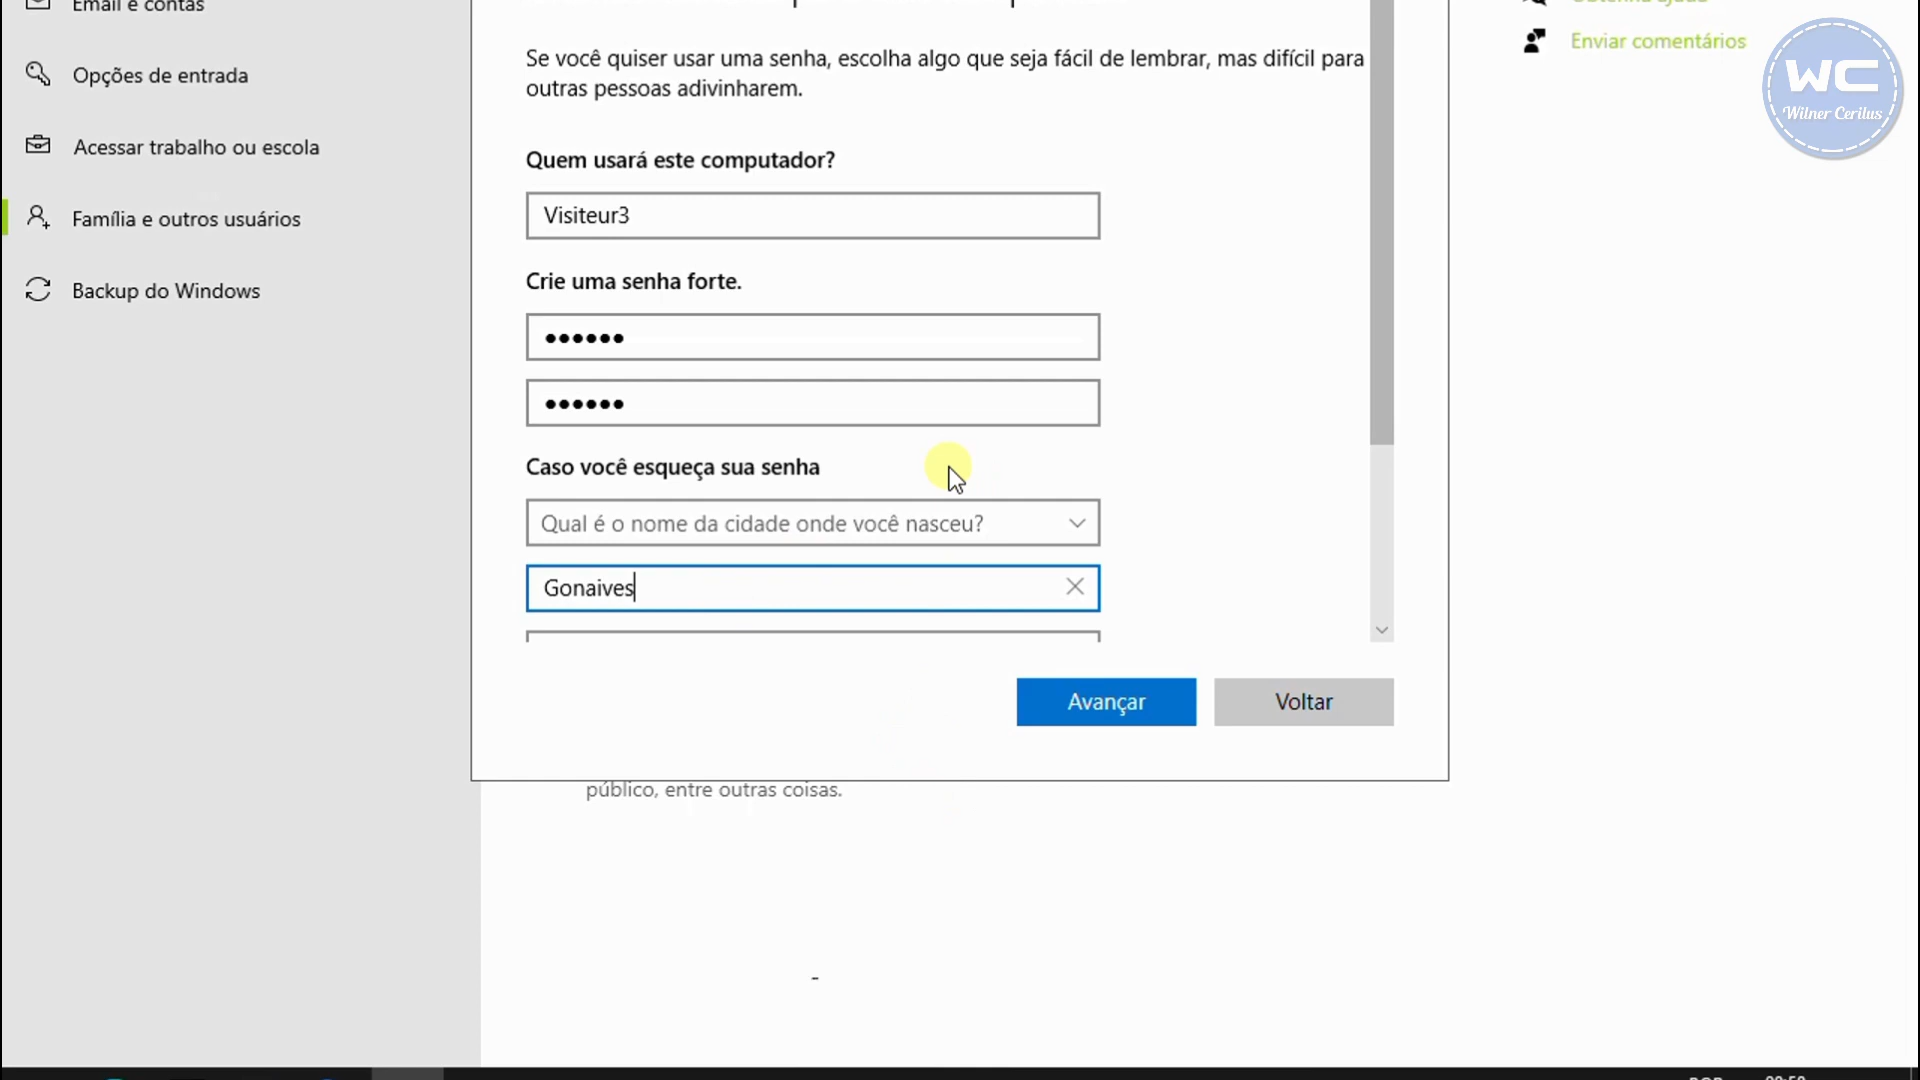 Email e contas
Opções de entrada
Acessar trabalho ou escola
Família e outros usuários
Backup do Windows
Se você quiser usar uma senha, escolha algo que seja fácil de lembrar, mas difícil para
outras pessoas adivinharem.
Quem usará este computador?
Visiteur3
Crie uma senha forte.
••••••
••••••
Caso você esqueça sua senha
Qual é o nome da cidade onde você nasceu?
Gonaives
Avançar
Voltar
público, entre outras coisas.
-
Obtenha ajuda
Enviar comentários
WC
Wilner Cerilus